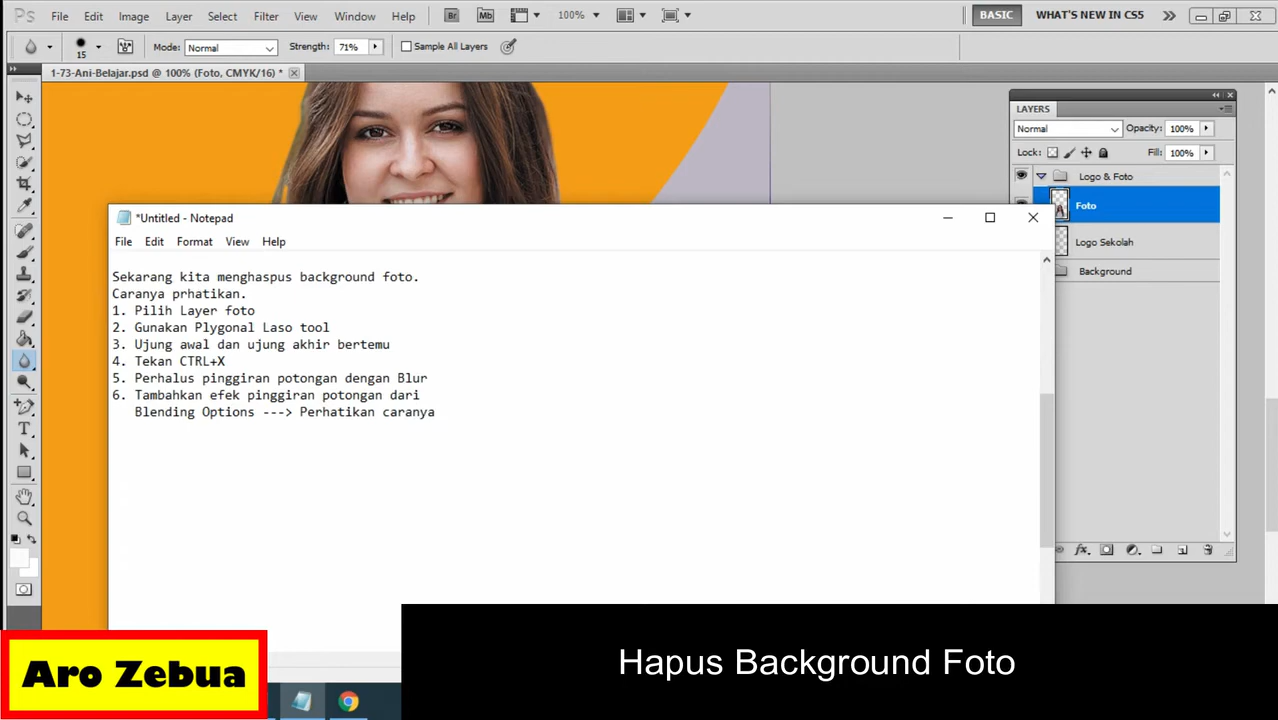 Ps File Edit Image Layer Select Filter View Window Help Br Mb 100% BASIC WHAT'S NEW IN CS5
15 Mode: Normal Strength: 71% Sample All Layers
1-73-Ani-Belajar.psd @ 100% (Foto, CMYK/16) *
LAYERS
Normal Opacity: 100%
Lock: Fill: 100%
Logo & Foto
Foto
Logo Sekolah
Background
*Untitled - Notepad
File Edit Format View Help
Sekarang kita menghaspus background foto.
Caranya prhatikan.
1. Pilih Layer foto
2. Gunakan Plygonal Laso tool
3. Ujung awal dan ujung akhir bertemu
4. Tekan CTRL+X
5. Perhalus pinggiran potongan dengan Blur
6. Tambahkan efek pinggiran potongan dari
Blending Options ---> Perhatikan caranya
fx
Aro Zebua
Hapus Background Foto